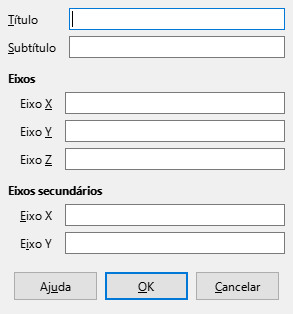 Título
Subtítulo
Eixos
Eixo X
Eixo Y
Eixo Z
Eixos secundários
Eixo X
Eixo Y
Ajuda OK Cancelar